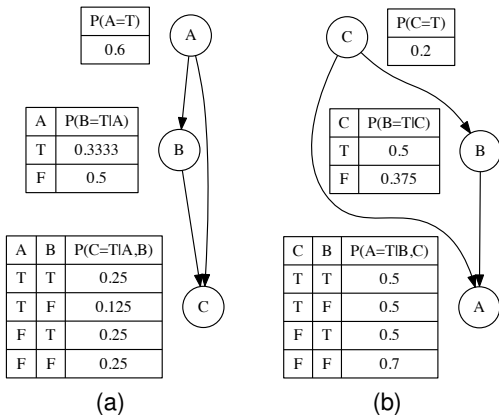 P(A=T)
0.6
A
A P(B=T|A)
T 0.3333
F 0.5
B
A B P(C=T|A,B)
T T 0.25
T F 0.125
F T 0.25
F F 0.25
C
(a)
C
P(C=T)
0.2
C P(B=T|C)
T 0.5
F 0.375
B
C B P(A=T|B,C)
T T 0.5
T F 0.5
F T 0.5
F F 0.7
A
(b)